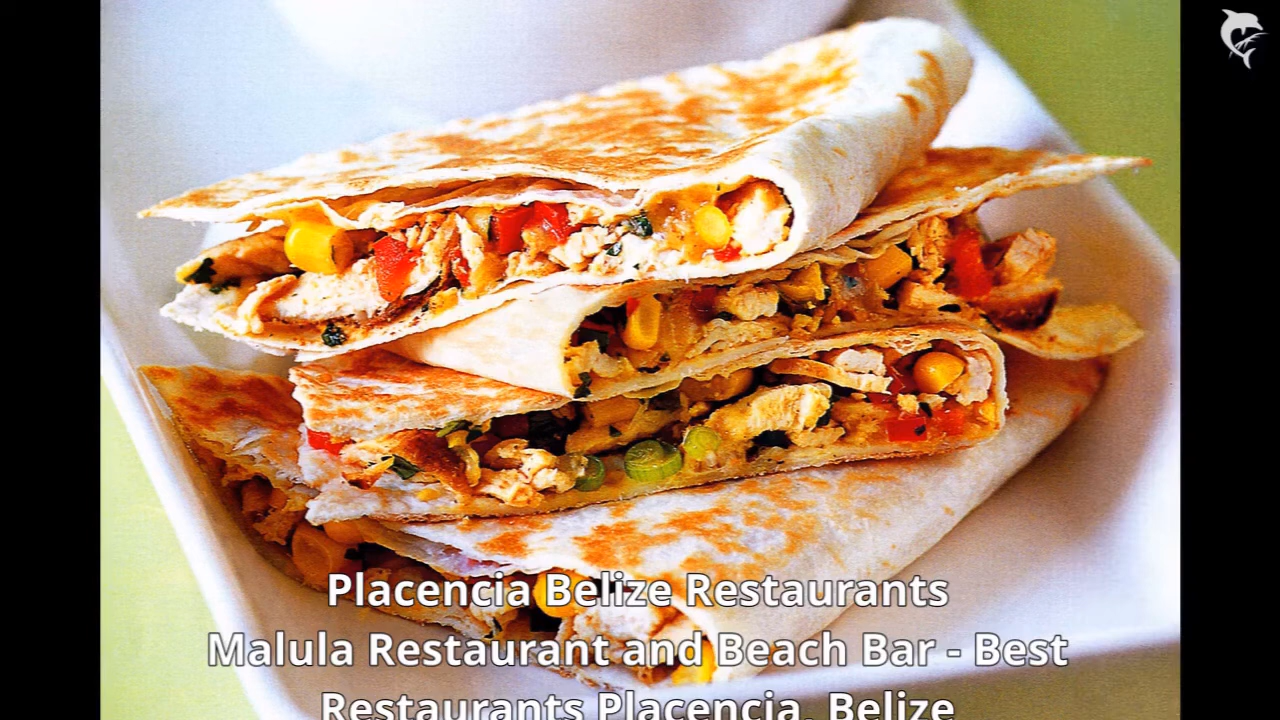 Placencia Belize Restaurants
Malula Restaurant and Beach Bar - Best
Restaurants Placencia, Belize